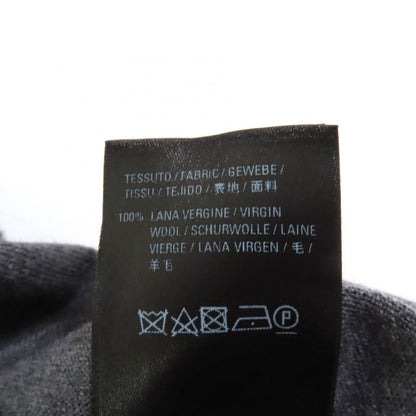 TESSUTO / FABRIC / GEWEBE /
TISSU / TEJIDO / 表地 / 面料
100% LANA VERGINE / VIRGIN
WOOL / SCHURWOLLE / LAINE
VIERGE / LANA VIRGEN / 毛 /
羊毛
P